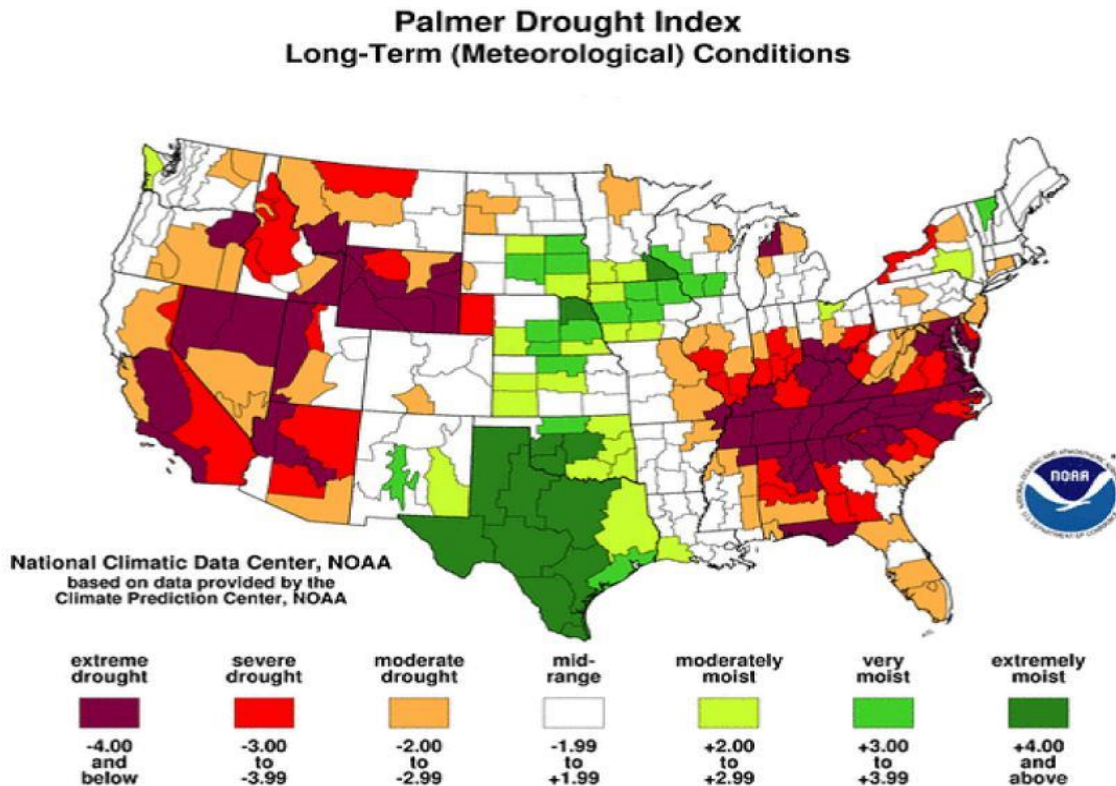 Palmer Drought Index
Long-Term (Meteorological) Conditions
NOAA
National Climatic Data Center, NOAA
based on data provided by the
Climate Prediction Center, NOAA
extreme drought
severe drought
moderate drought
mid-range
moderately moist
very moist
extremely moist
-4.00 and below
-3.00 to -3.99
-2.00 to -2.99
-1.99 to +1.99
+2.00 to +2.99
+3.00 to +3.99
+4.00 and above